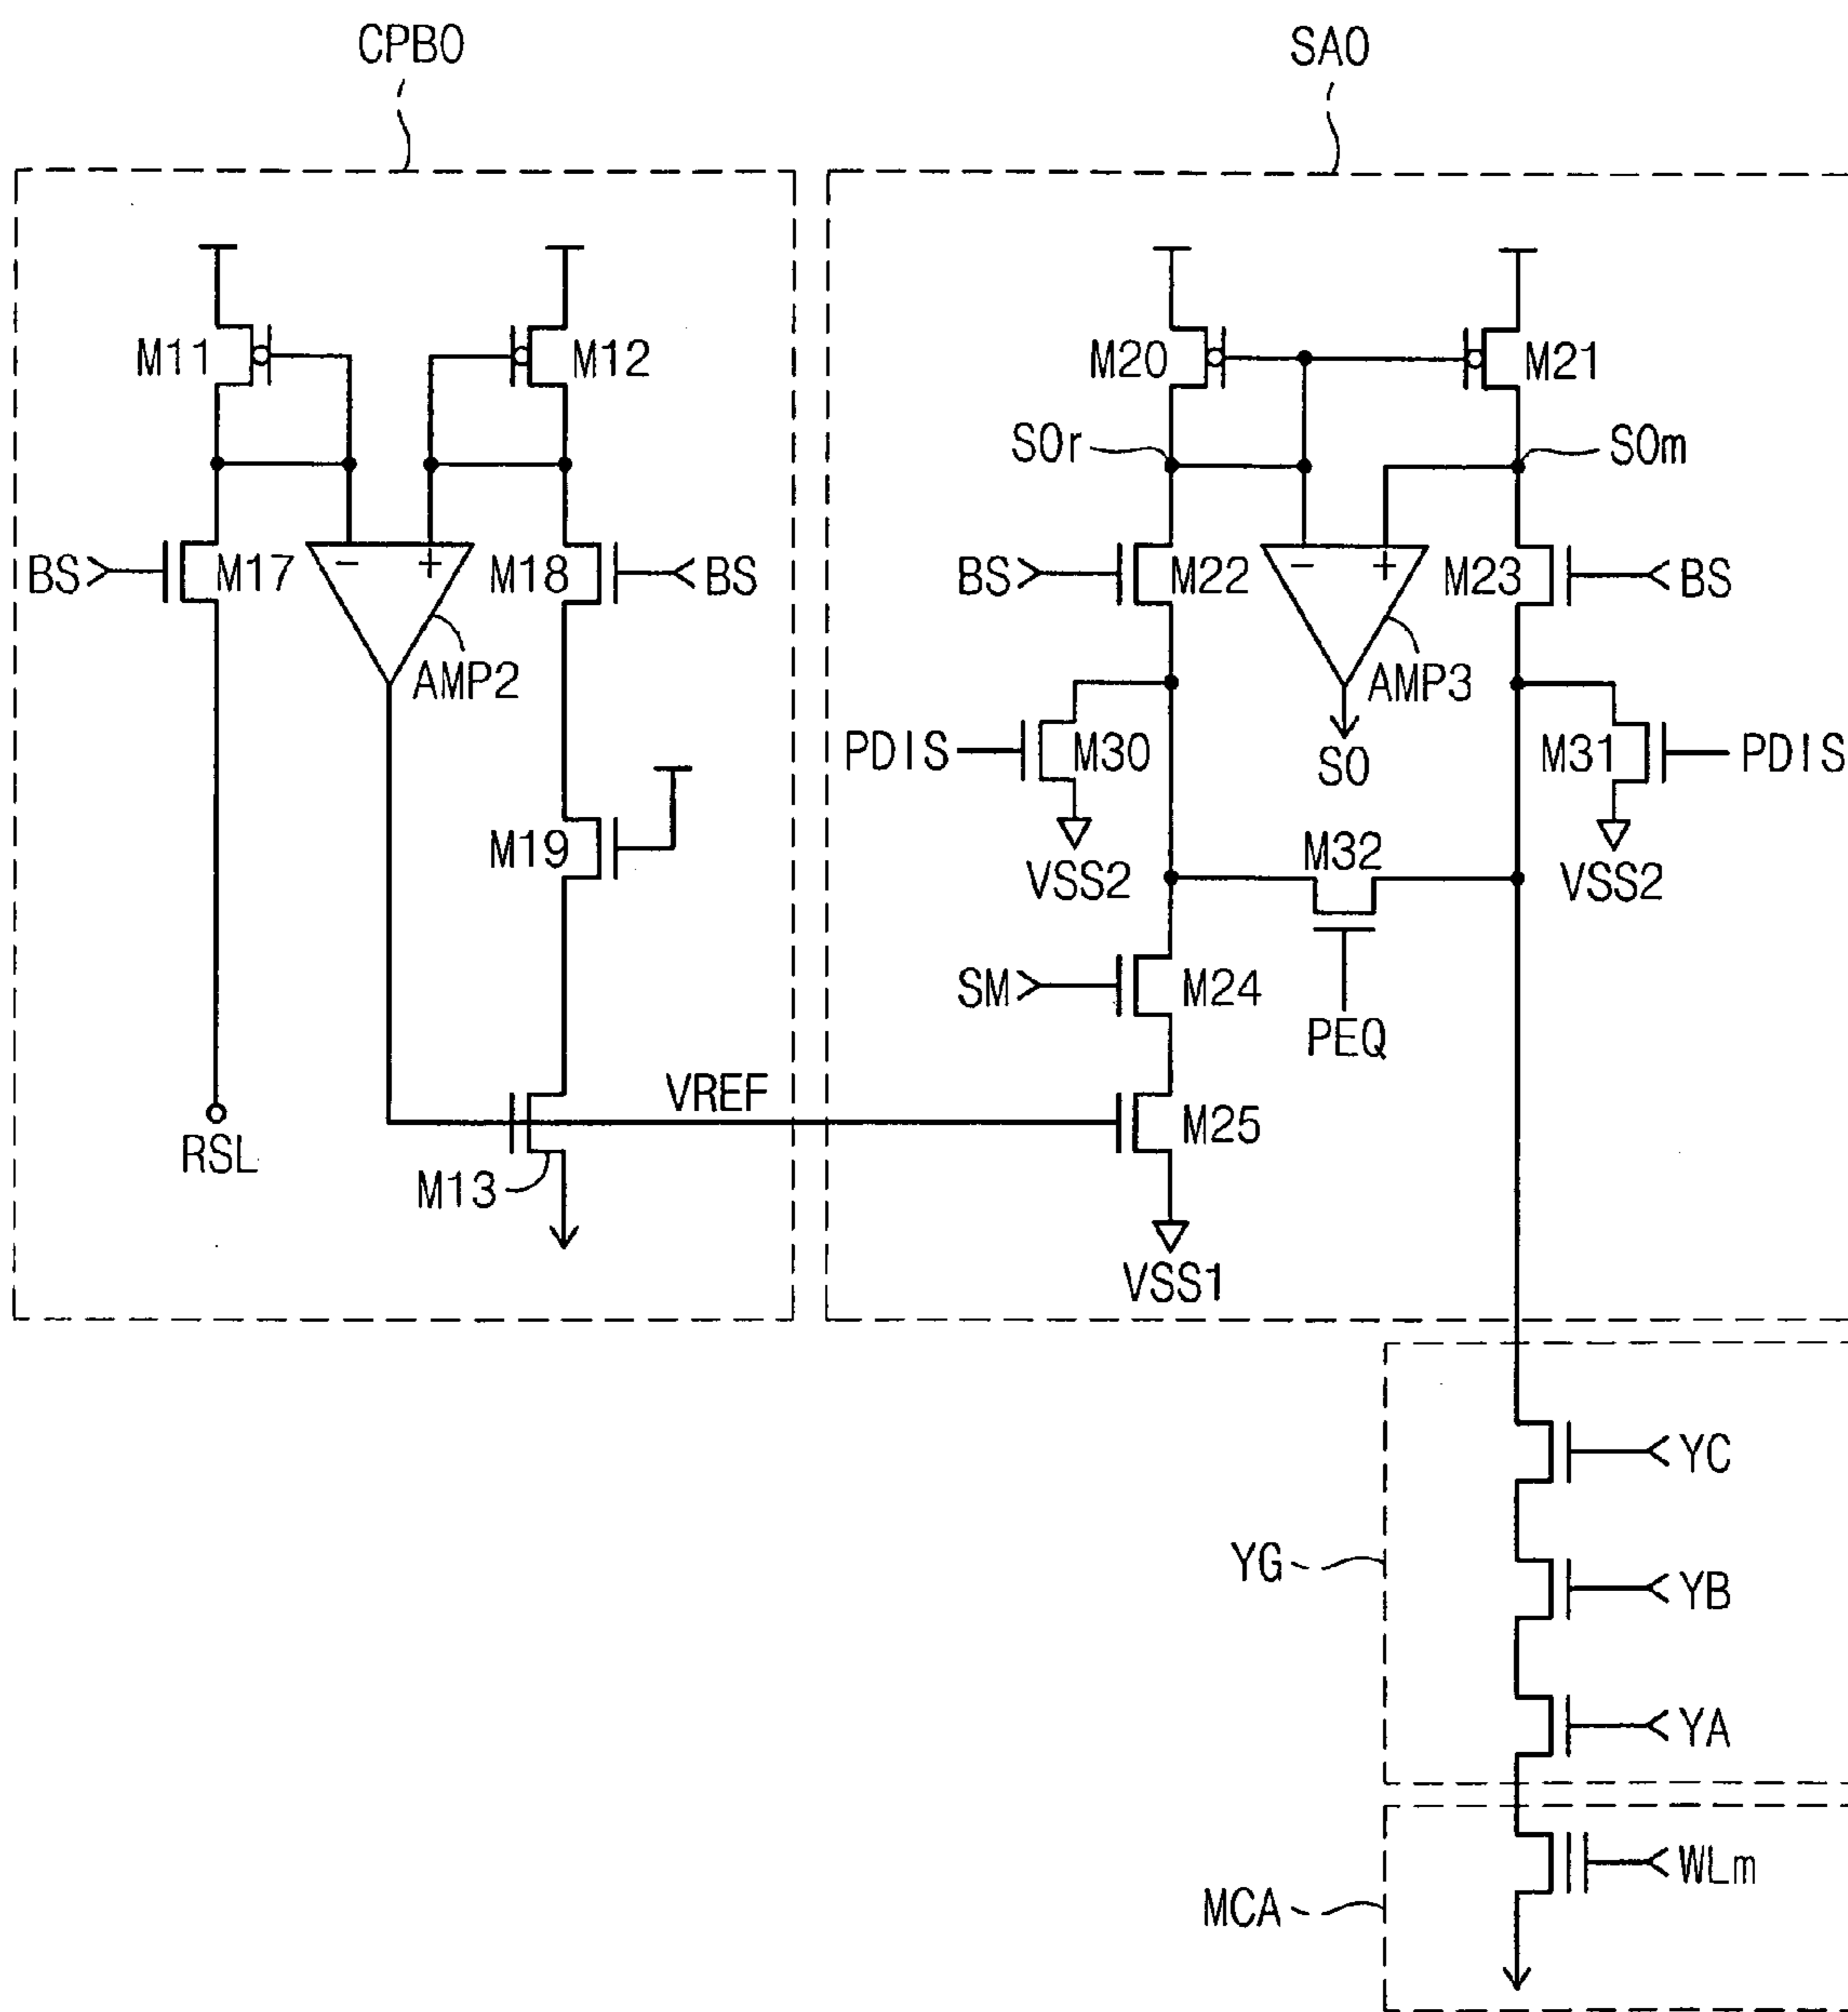 CPB0
SA0
M11
M12
M20
M21
S0r
S0m
BS
M17
-
+
M18
BS
BS
M22
-
+
M23
BS
AMP2
AMP3
PDIS
M30
S0
M31
PDIS
M19
M32
VSS2
VSS2
SM
M24
PEQ
VREF
M25
RSL
M13
VSS1
YC
YG
YB
YA
WLm
MCA